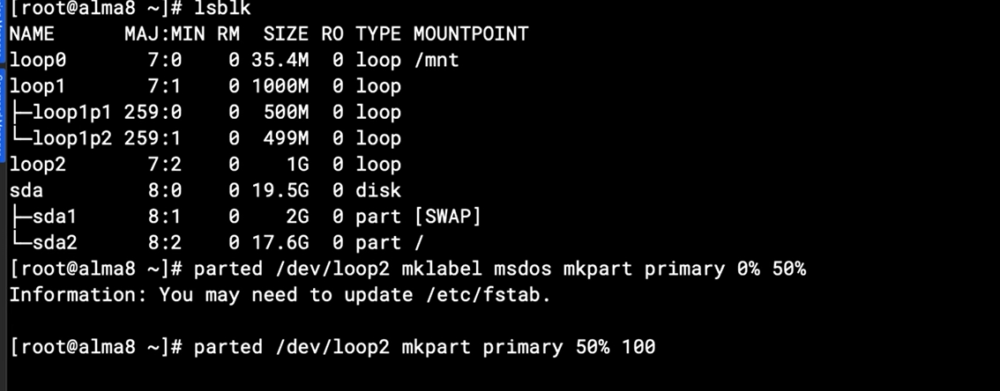 [root@alma8 ~]# lsblk
NAME      MAJ:MIN RM  SIZE RO TYPE MOUNTPOINT
loop0       7:0    0 35.4M  0 loop /mnt
loop1       7:1    0 1000M  0 loop
├─loop1p1 259:0    0  500M  0 loop
└─loop1p2 259:1    0  499M  0 loop
loop2       7:2    0    1G  0 loop
sda         8:0    0 19.5G  0 disk
├─sda1      8:1    0    2G  0 part [SWAP]
└─sda2      8:2    0 17.6G  0 part /
[root@alma8 ~]# parted /dev/loop2 mklabel msdos mkpart primary 0% 50%
Information: You may need to update /etc/fstab.
[root@alma8 ~]# parted /dev/loop2 mkpart primary 50% 100